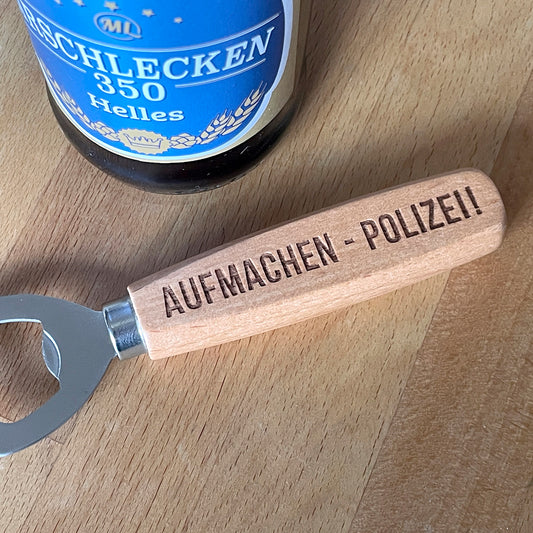 ML
RSCHLECKEN
350
Helles
AUFMACHEN - POLIZEI!